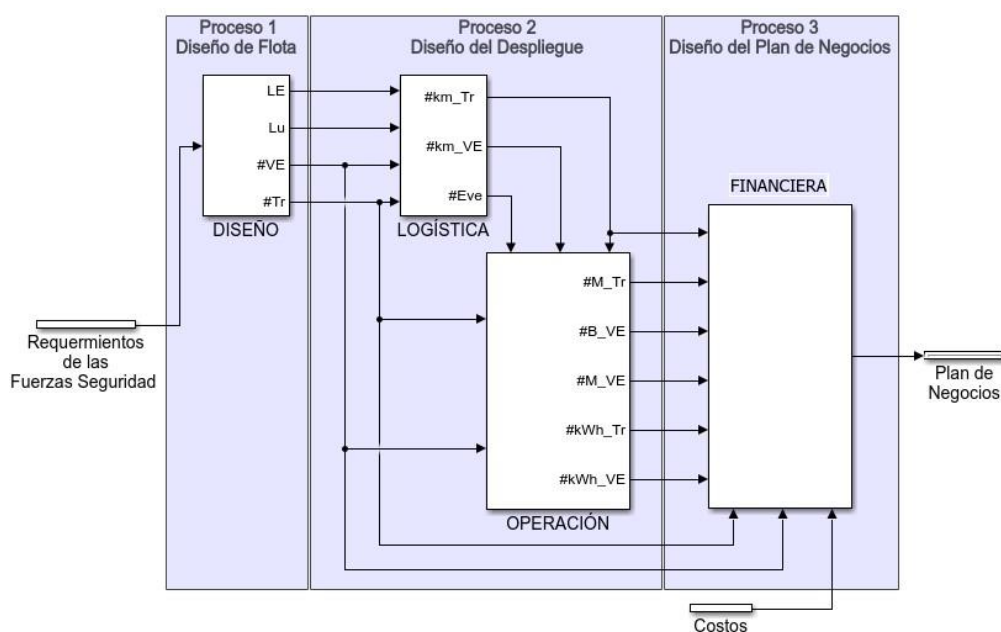 Proceso 1
Diseño de Flota
Proceso 2
Diseño del Despliegue
Proceso 3
Diseño del Plan de Negocios
LE
Lu
#VE
#Tr
DISEÑO
#km_Tr
#km_VE
#Eve
LOGÍSTICA
FINANCIERA
#M_Tr
#B_VE
#M_VE
#kWh_Tr
#kWh_VE
OPERACIÓN
Requermientos
de las
Fuerzas Seguridad
Plan de
Negocios
Costos